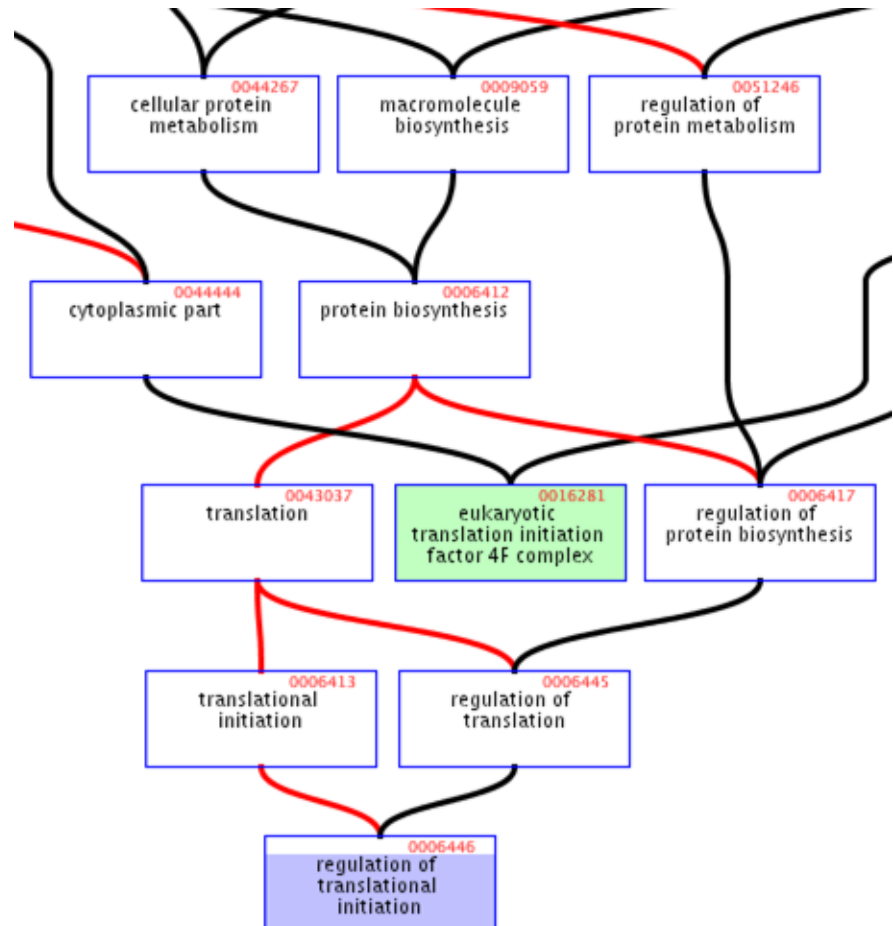 0044267
cellular protein
metabolism
0009059
macromolecule
biosynthesis
0051246
regulation of
protein metabolism
0044444
cytoplasmic part
0006412
protein biosynthesis
0043037
translation
0016281
eukaryotic
translation initiation
factor 4F complex
0006417
regulation of
protein biosynthesis
0006413
translational
initiation
0006445
regulation of
translation
0006446
regulation of
translational
initiation